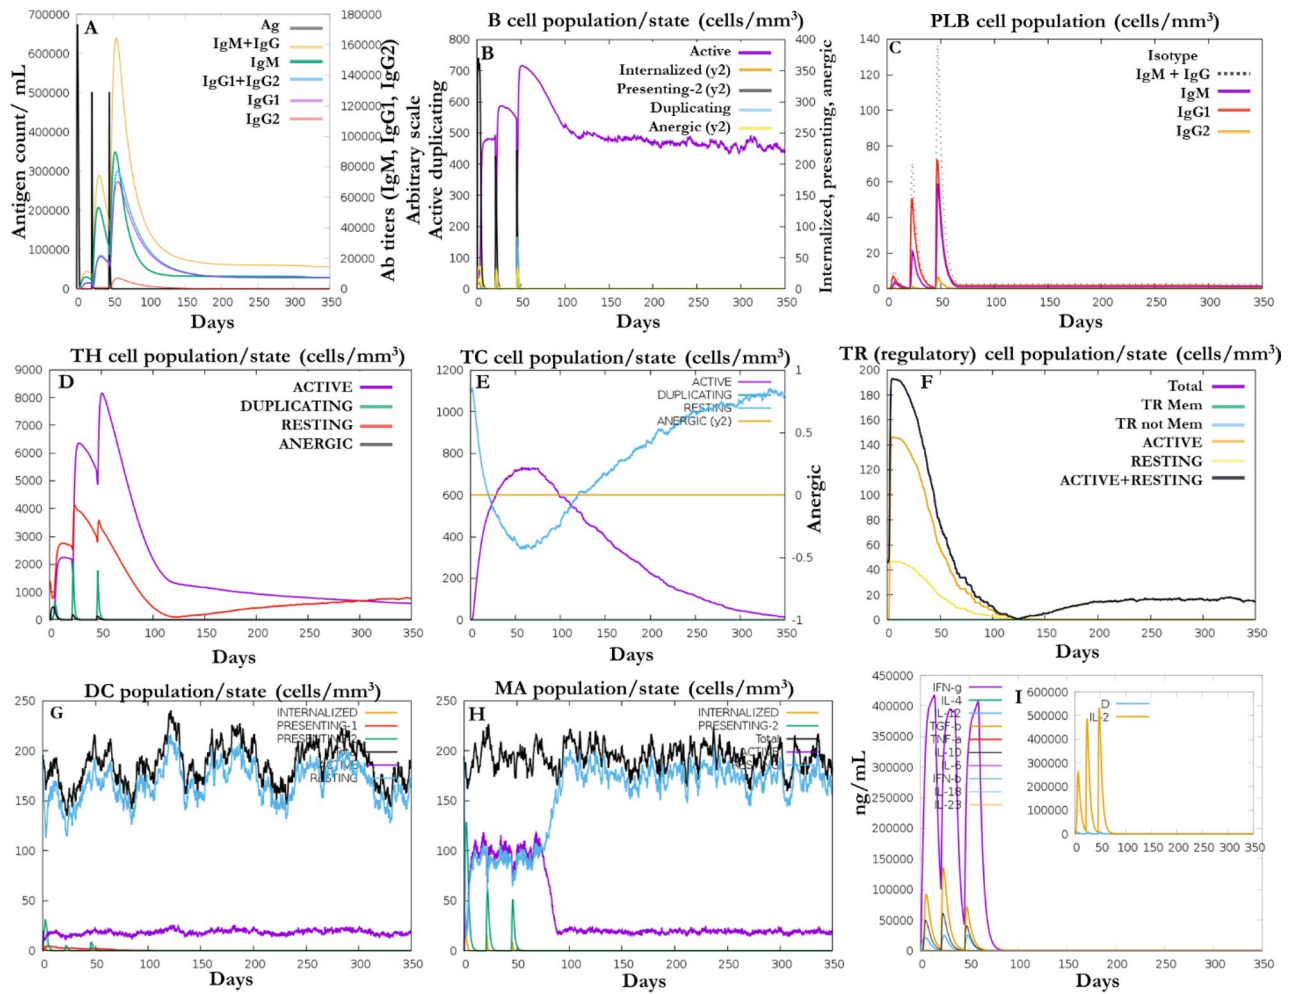 A
Antigen count/ mL
700000
600000
500000
400000
300000
200000
100000
0
Ag
IgM+IgG
IgM
IgG1+IgG2
IgG1
IgG2
180000
160000
140000
120000
100000
80000
60000
40000
20000
0
Ab titers (IgM, IgG1, IgG2)
Arbitrary scale
0 50 100 150 200 250 300 350
Days
B cell population/state (cells/mm³)
B
Active duplicating
800
700
600
500
400
300
200
100
0
Active
Internalized (y2)
Presenting-2 (y2)
Duplicating
Anergic (y2)
400
350
300
250
200
150
100
50
0
Internalized, presenting, anergic
0 50 100 150 200 250 300 350
Days
PLB cell population (cells/mm³)
C
140
120
100
80
60
40
20
0
Isotype
IgM + IgG
IgM
IgG1
IgG2
0 50 100 150 200 250 300 350
Days
TH cell population/state (cells/mm³)
D
9000
8000
7000
6000
5000
4000
3000
2000
1000
0
ACTIVE
DUPLICATING
RESTING
ANERGIC
0 50 100 150 200 250 300 350
Days
TC cell population/state (cells/mm³)
E
1200
1000
800
600
400
200
0
ACTIVE
DUPLICATING
RESTING
ANERGIC (y2)
1
0.5
0
-0.5
-1
Anergic
0 50 100 150 200 250 300 350
Days
TR (regulatory) cell population/state (cells/mm³)
F
200
180
160
140
120
100
80
60
40
20
0
Total
TR Mem
TR not Mem
ACTIVE
RESTING
ACTIVE+RESTING
0 50 100 150 200 250 300 350
Days
DC population/state (cells/mm³)
G
250
200
150
100
50
0
INTERNALIZED
PRESENTING-1
RESTING
0 50 100 150 200 250 300 350
Days
MA population/state (cells/mm³)
H
250
200
150
100
50
0
INTERNALIZED
PRESENTING-2
Total
ACTIVE
0 50 100 150 200 250 300 350
Days
I
ng/mL
450000
400000
350000
300000
250000
200000
150000
100000
50000
0
IFN-g
IL-4
IL-12
TGF-b
TNF-a
IL-10
IL-6
IFN-b
IL-18
IL-23
0 50 100 150 200 250 300 350
600000
500000
400000
300000
200000
100000
0
D
IL-2
0 50 100 150 200 250 300 350
Days